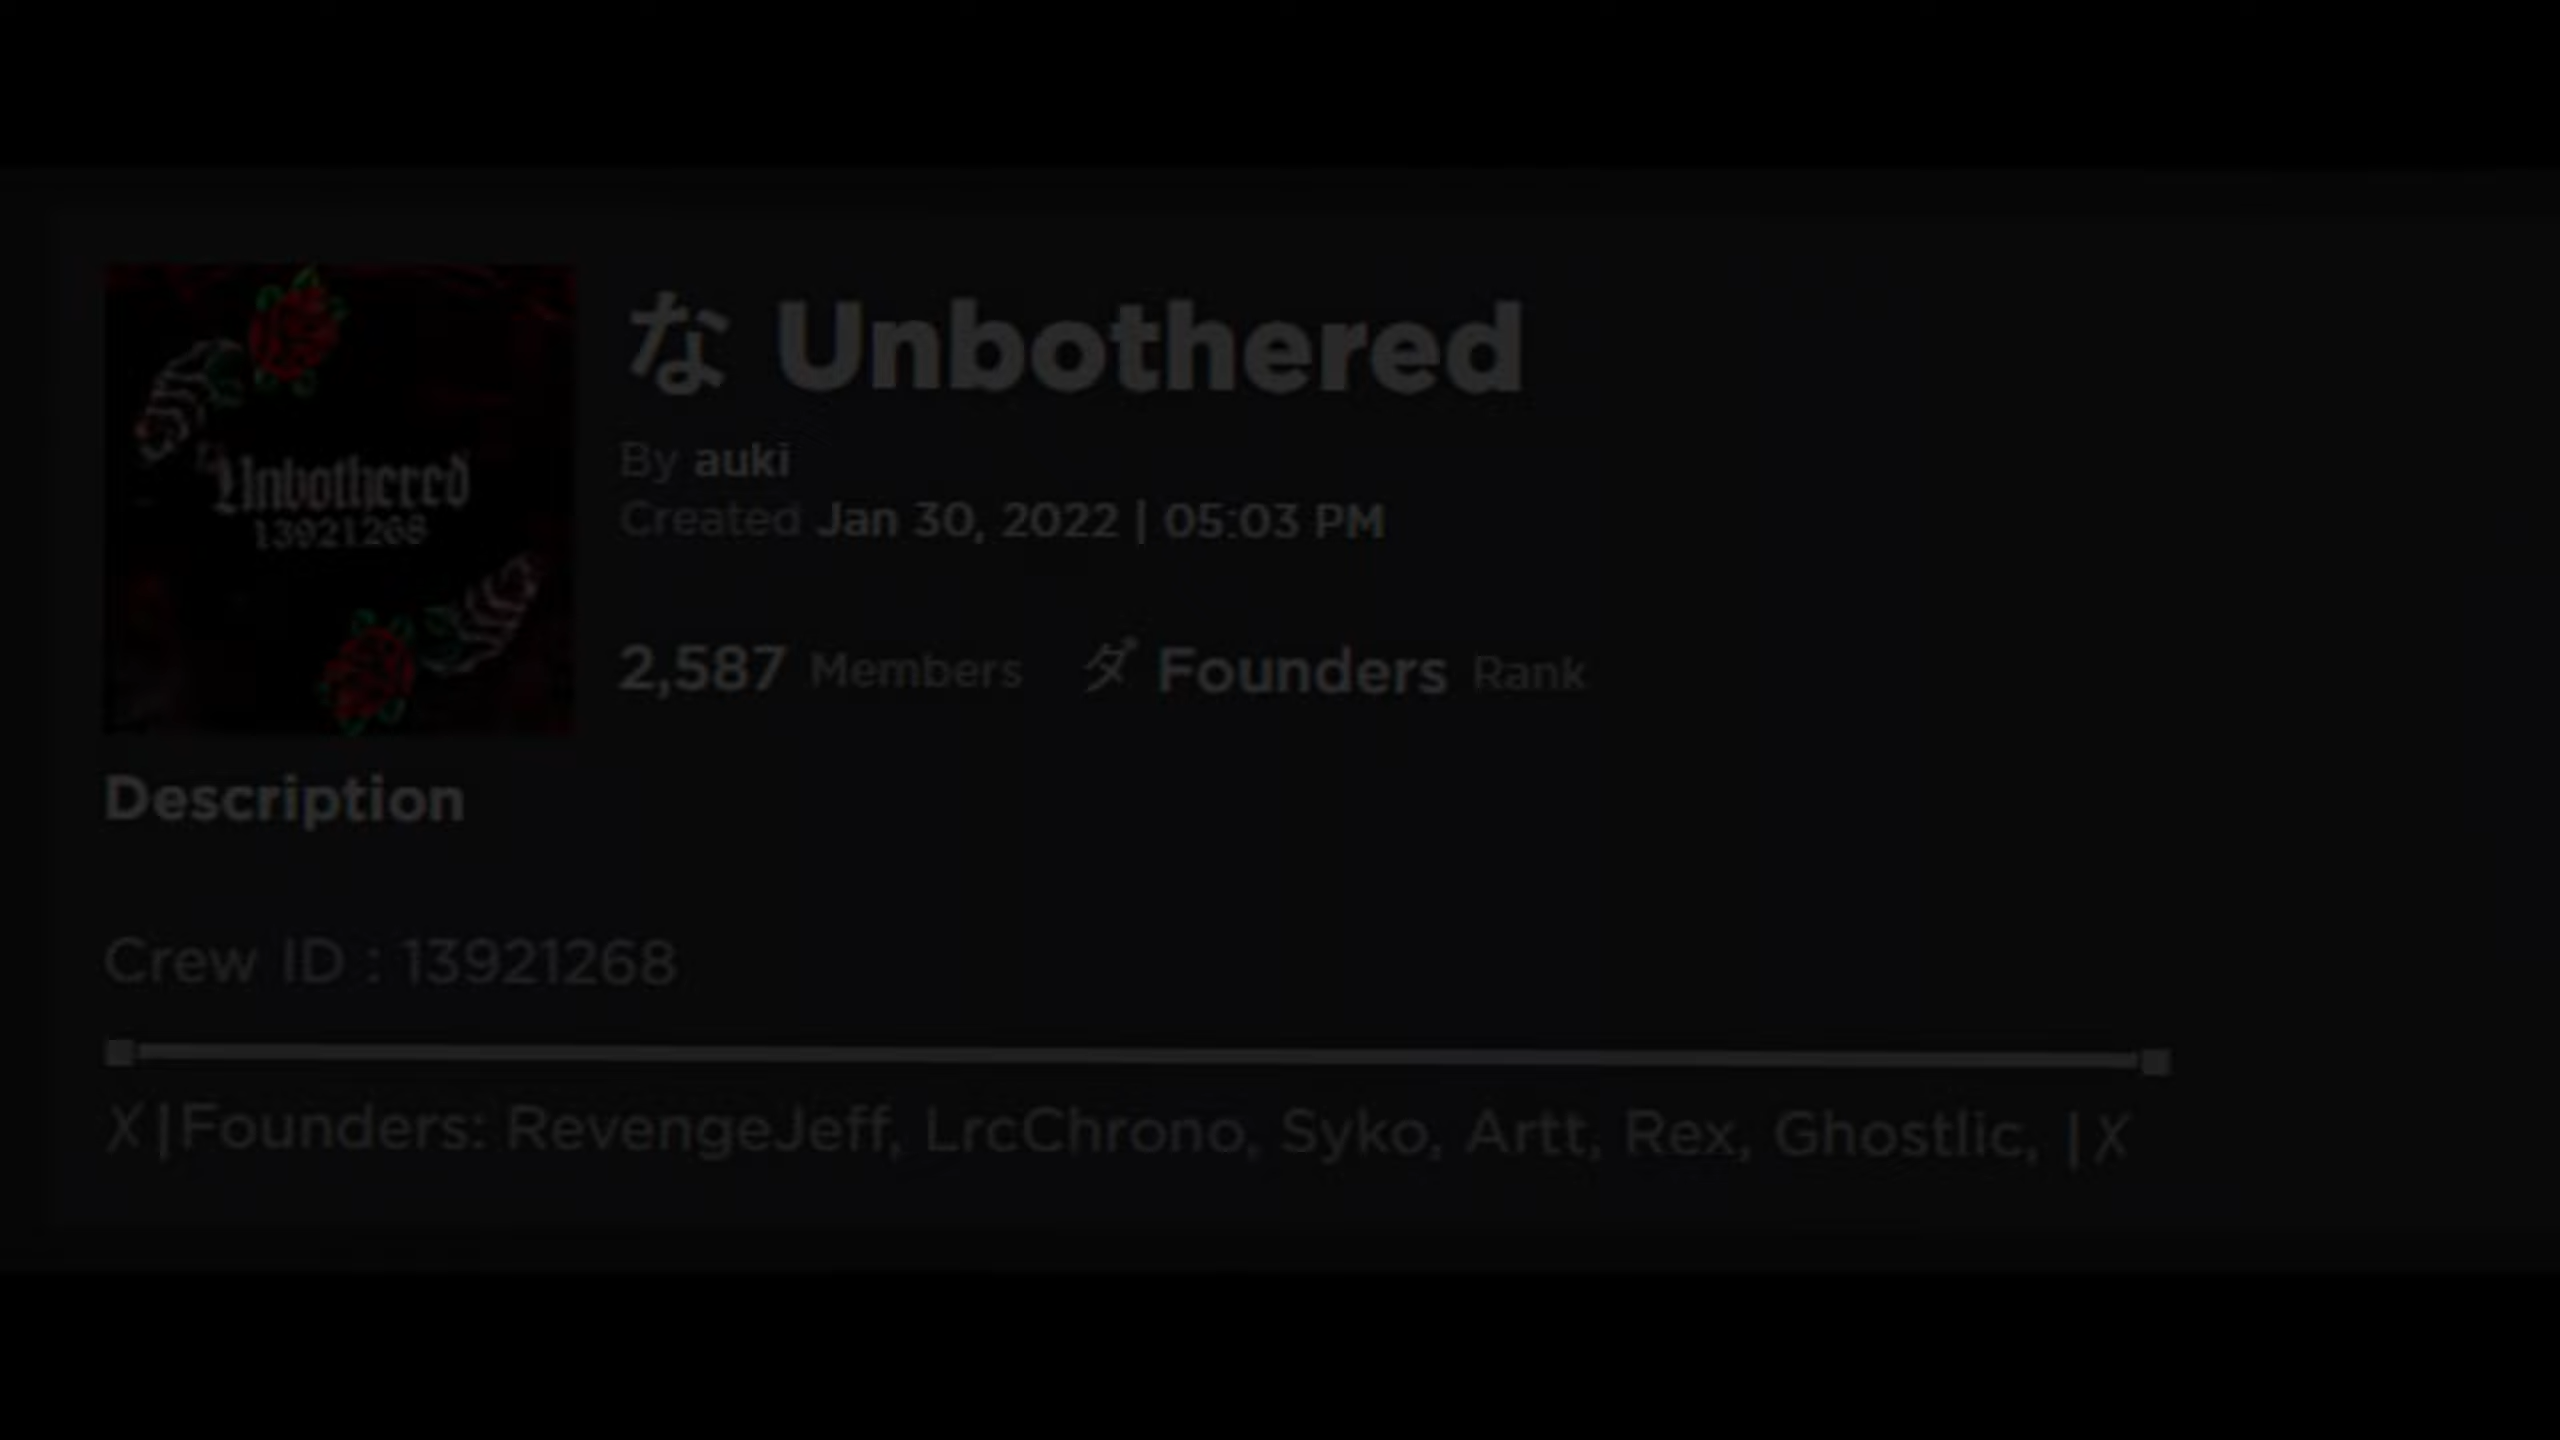 な Unbothered
By auki
Created Jan 30, 2022 | 05:03 PM
Unbothered
13921268
2,587 Members ダ Founders Rank
Description
Crew ID : 13921268
X|Founders: RevengeJeff, LrcChrono, Syko, Artt, Rex, Ghostlic, |X